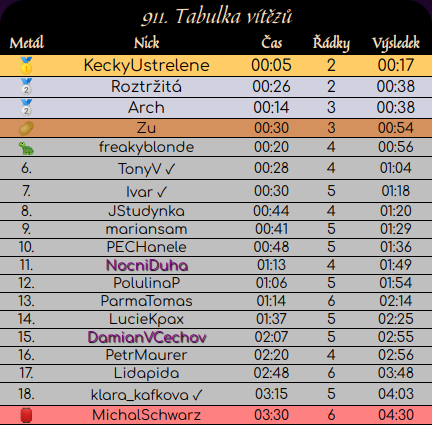 911. Tabulka vítězů
Metál Nick Čas Řádky Výsledek
🥇 KeckyUstrelene 00:05 2 00:17
🥈 Roztržitá 00:26 2 00:38
🥈 Arch 00:14 3 00:38
🥔 Zu 00:30 3 00:54
🦕 freakyblonde 00:20 4 00:56
6. TonyV ✓ 00:28 4 01:04
7. Ivar ✓ 00:30 5 01:18
8. JStudynka 00:44 4 01:20
9. mariansam 00:41 5 01:29
10. PECHanele 00:48 5 01:36
11. NocniDuha 01:13 4 01:49
12. PolulinaP 01:06 5 01:54
13. ParmaTomas 01:14 6 02:14
14. LucieKpax 01:37 5 02:25
15. DamianVCechov 02:07 5 02:55
16. PetrMaurer 02:20 4 02:56
17. Lidapida 02:48 6 03:48
18. klara_kafkova ✓ 03:15 5 04:03
MichalSchwarz 03:30 6 04:30